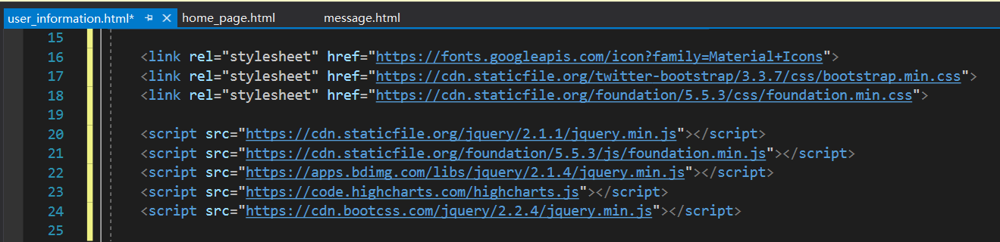 user_information.html* home_page.html message.html
15
16 <link rel="stylesheet" href="https://fonts.googleapis.com/icon?family=Material+Icons">
17 <link rel="stylesheet" href="https://cdn.staticfile.org/twitter-bootstrap/3.3.7/css/bootstrap.min.css">
18 <link rel="stylesheet" href="https://cdn.staticfile.org/foundation/5.5.3/css/foundation.min.css">
19
20 <script src="https://cdn.staticfile.org/jquery/2.1.1/jquery.min.js"></script>
21 <script src="https://cdn.staticfile.org/foundation/5.5.3/js/foundation.min.js"></script>
22 <script src="https://apps.bdimg.com/libs/jquery/2.1.4/jquery.min.js"></script>
23 <script src="https://code.highcharts.com/highcharts.js"></script>
24 <script src="https://cdn.bootcss.com/jquery/2.2.4/jquery.min.js"></script>
25